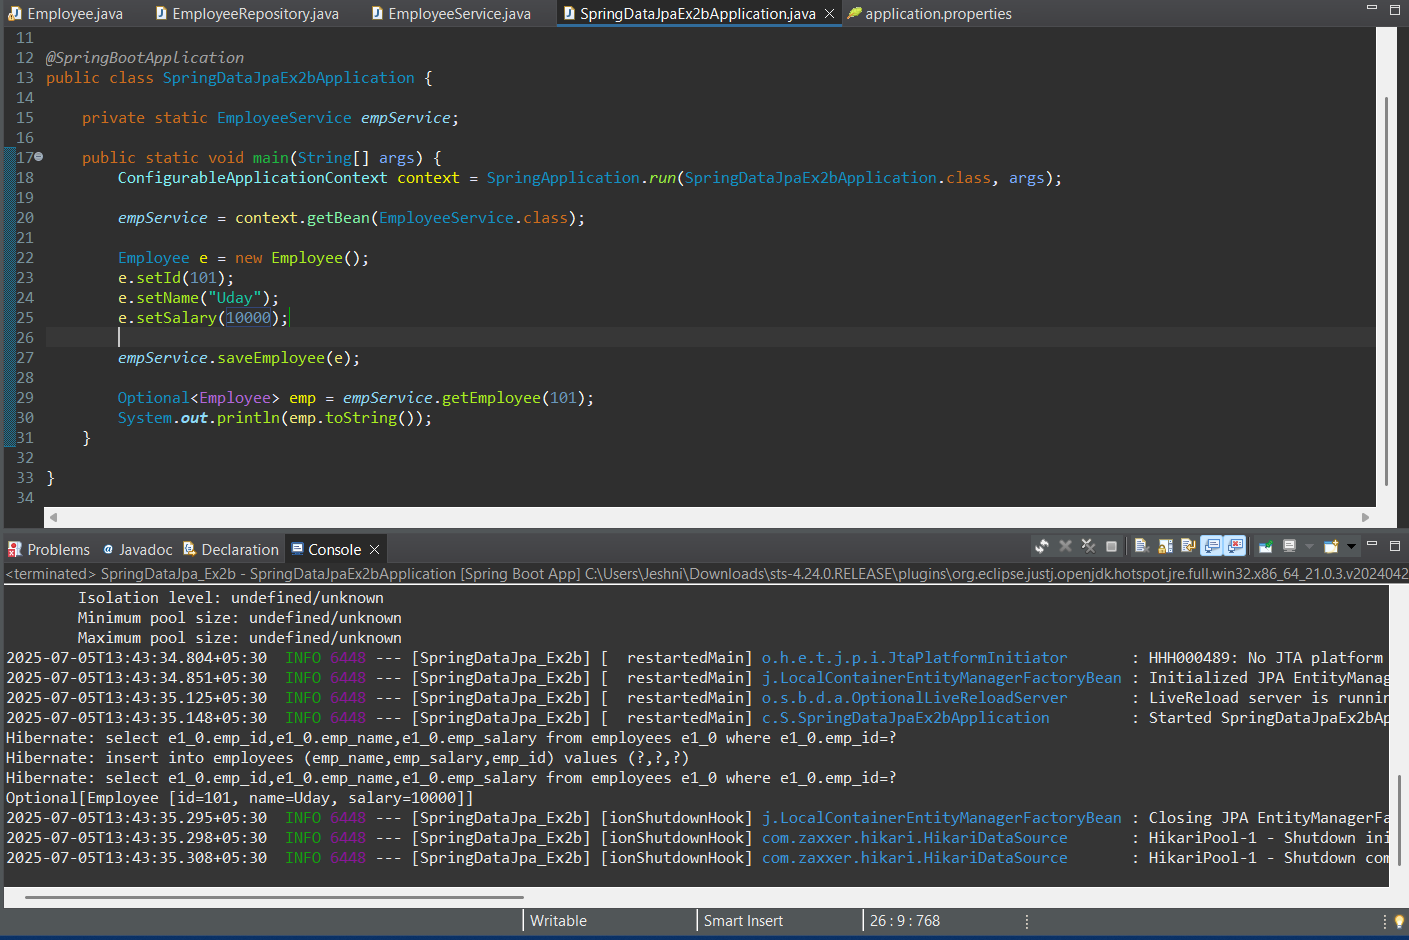 Employee.java EmployeeRepository.java EmployeeService.java SpringDataJpaEx2bApplication.java application.properties
11
12 @SpringBootApplication
13 public class SpringDataJpaEx2bApplication {
14
15 private static EmployeeService empService;
16
17 public static void main(String[] args) {
18 ConfigurableApplicationContext context = SpringApplication.run(SpringDataJpaEx2bApplication.class, args);
19
20 empService = context.getBean(EmployeeService.class);
21
22 Employee e = new Employee();
23 e.setId(101);
24 e.setName("Uday");
25 e.setSalary(10000);
26
27 empService.saveEmployee(e);
28
29 Optional<Employee> emp = empService.getEmployee(101);
30 System.out.println(emp.toString());
31 }
32
33 }
34
Problems Javadoc Declaration Console
<terminated> SpringDataJpa_Ex2b - SpringDataJpaEx2bApplication [Spring Boot App] C:\Users\Jeshni\Downloads\sts-4.24.0.RELEASE\plugins\org.eclipse.justj.openjdk.hotspot.jre.full.win32.x86_64_21.0.3.v2024042
Isolation level: undefined/unknown
Minimum pool size: undefined/unknown
Maximum pool size: undefined/unknown
2025-07-05T13:43:34.804+05:30 INFO 6448 --- [SpringDataJpa_Ex2b] [ restartedMain] o.h.e.t.j.p.i.JtaPlatformInitiator : HHH000489: No JTA platform
2025-07-05T13:43:34.851+05:30 INFO 6448 --- [SpringDataJpa_Ex2b] [ restartedMain] j.LocalContainerEntityManagerFactoryBean : Initialized JPA EntityManag
2025-07-05T13:43:35.125+05:30 INFO 6448 --- [SpringDataJpa_Ex2b] [ restartedMain] o.s.b.d.a.OptionalLiveReloadServer : LiveReload server is runnin
2025-07-05T13:43:35.148+05:30 INFO 6448 --- [SpringDataJpa_Ex2b] [ restartedMain] c.S.SpringDataJpaEx2bApplication : Started SpringDataJpaEx2bAp
Hibernate: select e1_0.emp_id,e1_0.emp_name,e1_0.emp_salary from employees e1_0 where e1_0.emp_id=?
Hibernate: insert into employees (emp_name,emp_salary,emp_id) values (?,?,?)
Hibernate: select e1_0.emp_id,e1_0.emp_name,e1_0.emp_salary from employees e1_0 where e1_0.emp_id=?
Optional[Employee [id=101, name=Uday, salary=10000]]
2025-07-05T13:43:35.295+05:30 INFO 6448 --- [SpringDataJpa_Ex2b] [ionShutdownHook] j.LocalContainerEntityManagerFactoryBean : Closing JPA EntityManagerFa
2025-07-05T13:43:35.298+05:30 INFO 6448 --- [SpringDataJpa_Ex2b] [ionShutdownHook] com.zaxxer.hikari.HikariDataSource : HikariPool-1 - Shutdown ini
2025-07-05T13:43:35.308+05:30 INFO 6448 --- [SpringDataJpa_Ex2b] [ionShutdownHook] com.zaxxer.hikari.HikariDataSource : HikariPool-1 - Shutdown com
Writable Smart Insert 26 : 9 : 768